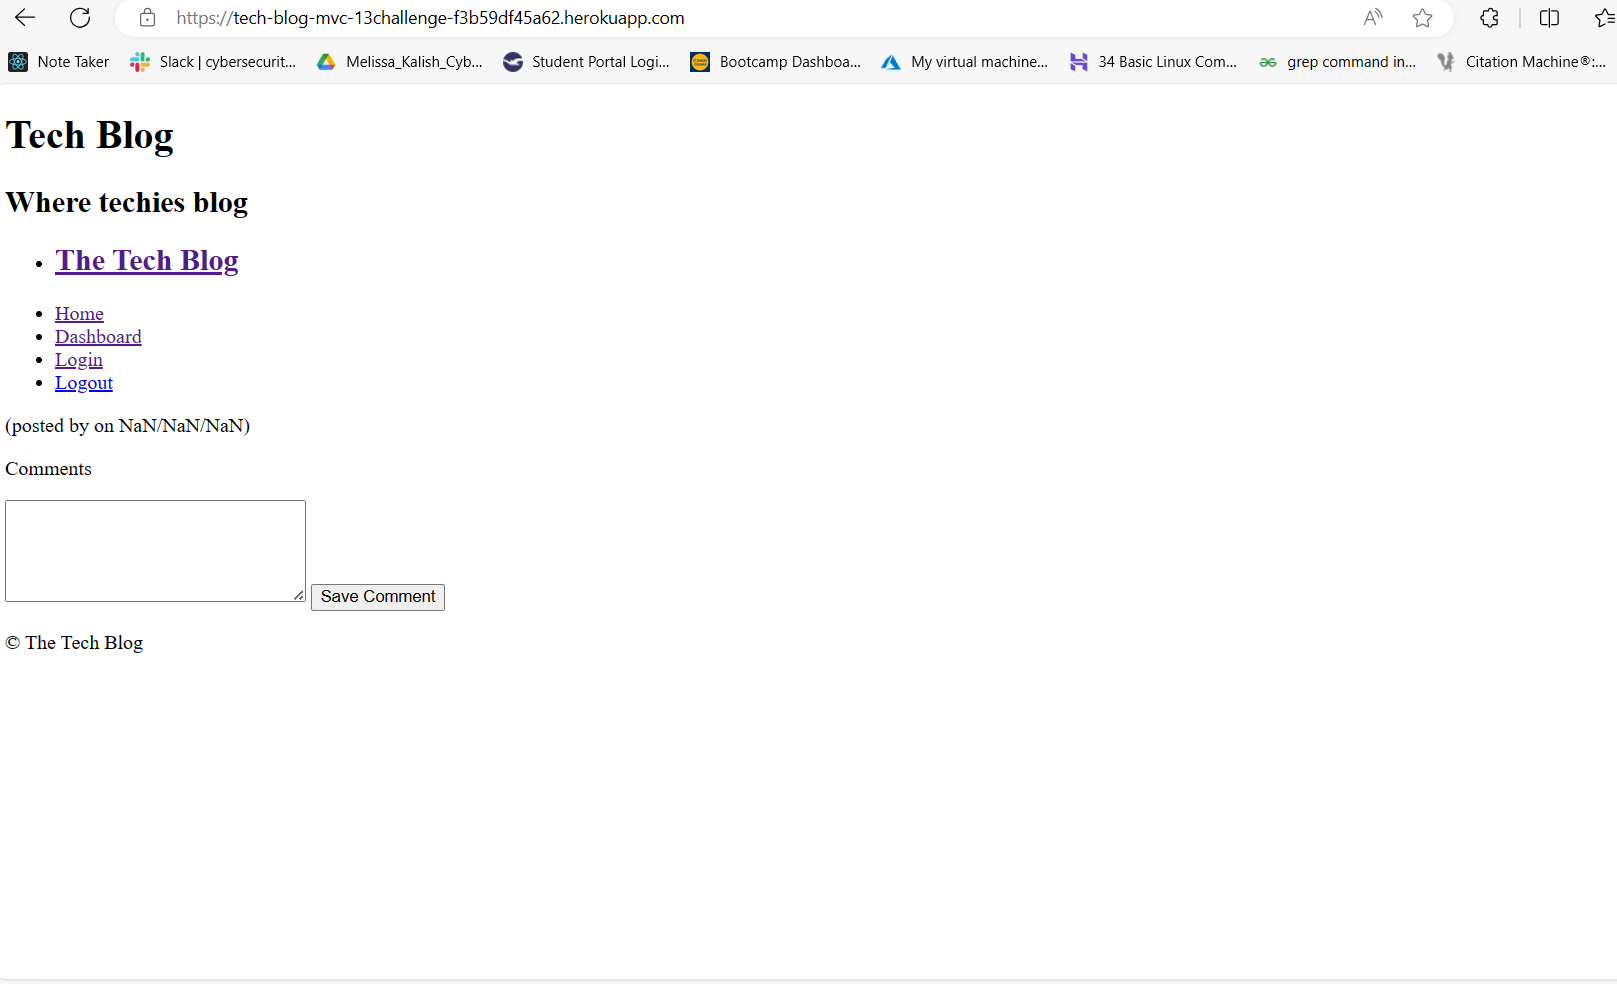 https://tech-blog-mvc-13challenge-f3b59df45a62.herokuapp.com
Note Taker Slack | cybersecurit... Melissa_Kalish_Cyb... Student Portal Logi... Bootcamp Dashboa... My virtual machine... 34 Basic Linux Com... grep command in... Citation Machine®:...
Tech Blog
Where techies blog
The Tech Blog
Home
Dashboard
Login
Logout
(posted by on NaN/NaN/NaN)
Comments
Save Comment
© The Tech Blog